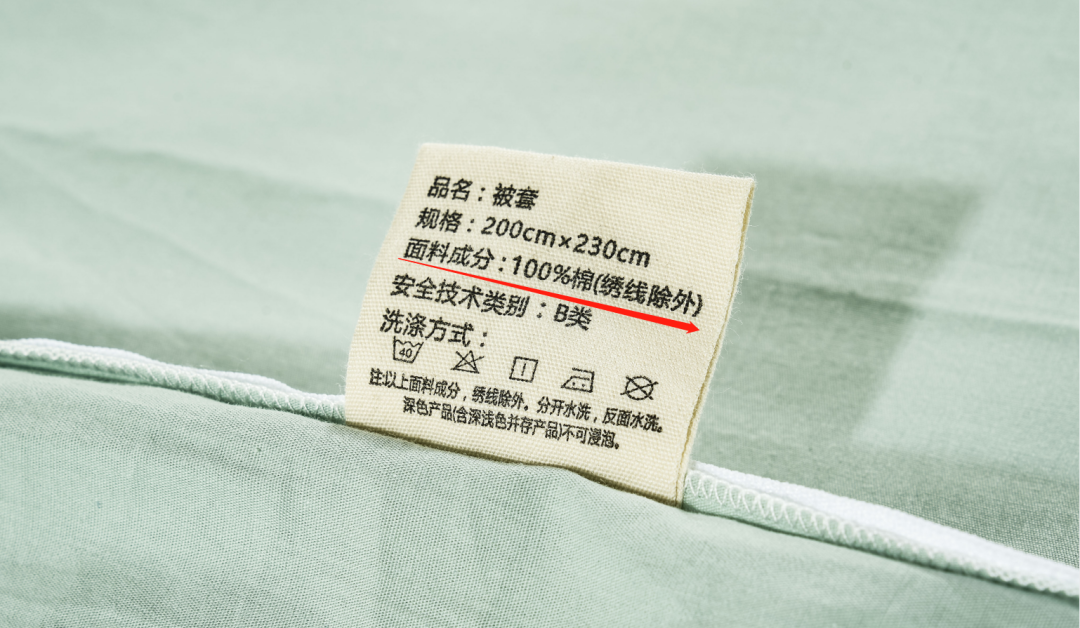 品名：被套
规格：200cm×230cm
面料成分：100%棉(绣线除外)
安全技术类别：B类
洗涤方式：
40
注:以上面料成分，绣线除外。分开水洗，反面水洗。
深色产品(含深浅色并存产品)不可浸泡。